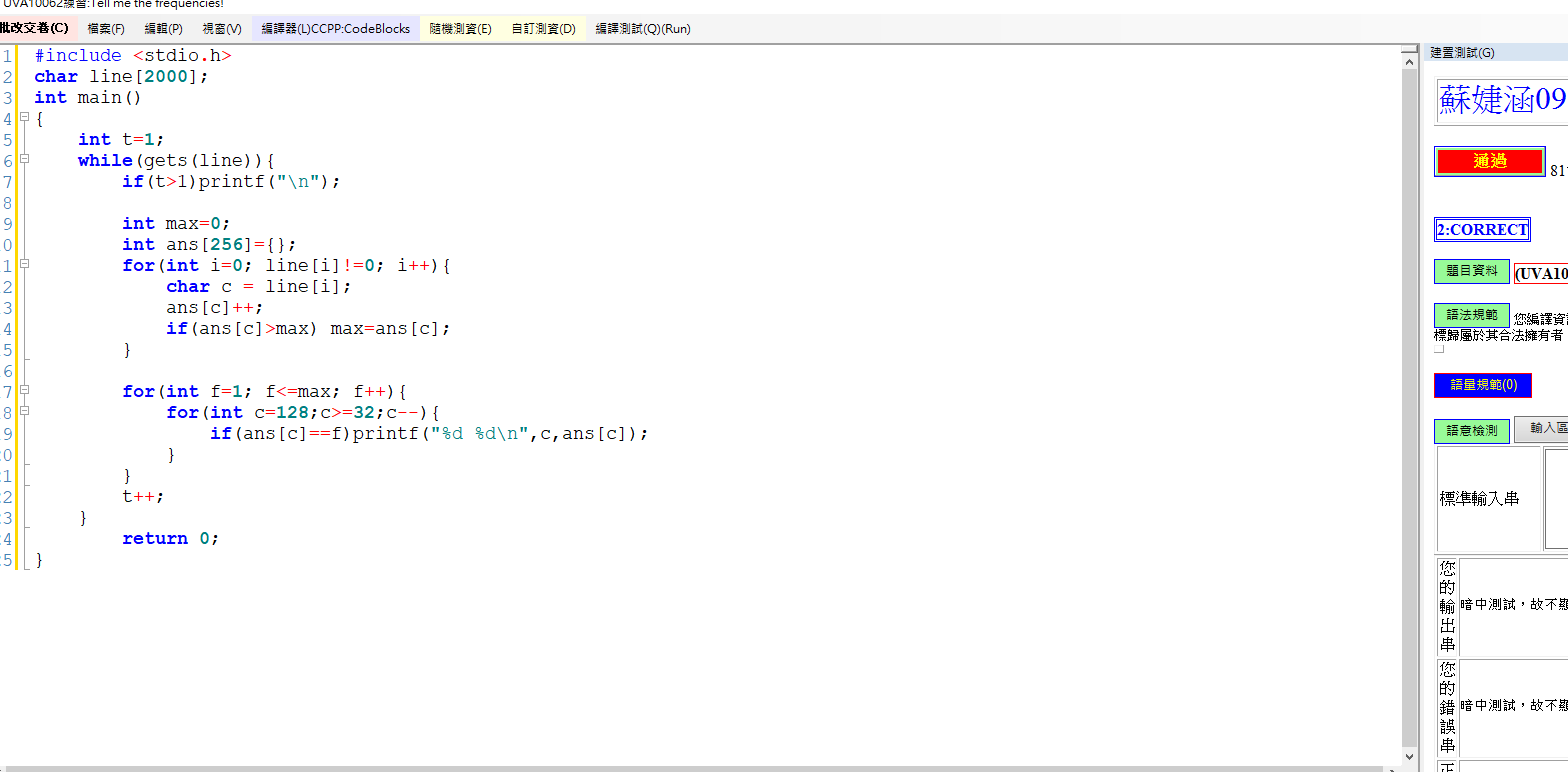 UVA10062練習:Tell me the frequencies!
批改交卷(C) 檔案(F) 編輯(P) 視窗(V) 編譯器(L)CCPP:CodeBlocks 隨機測資(E) 自訂測資(D) 編譯測試(Q)(Run)
1 #include <stdio.h>
2 char line[2000];
3 int main()
4 {
5     int t=1;
6     while(gets(line)){
7         if(t>1)printf("\n");
8
9         int max=0;
0         int ans[256]={};
1         for(int i=0; line[i]!=0; i++){
2             char c = line[i];
3             ans[c]++;
4             if(ans[c]>max) max=ans[c];
5         }
6
7         for(int f=1; f<=max; f++){
8             for(int c=128;c>=32;c--){
9                 if(ans[c]==f)printf("%d %d\n",c,ans[c]);
0             }
1         }
2         t++;
3     }
4         return 0;
5 }
建置測試(G)
蘇婕涵09
通過 81
2:CORRECT
題目資料 (UVA10
語法規範 您編譯資
標歸屬於其合法擁有者
語量規範(0)
語意檢測 輸入區
標準輸入串
您的輸出串 暗中測試，故不顯
您的錯誤串 暗中測試，故不顯
正